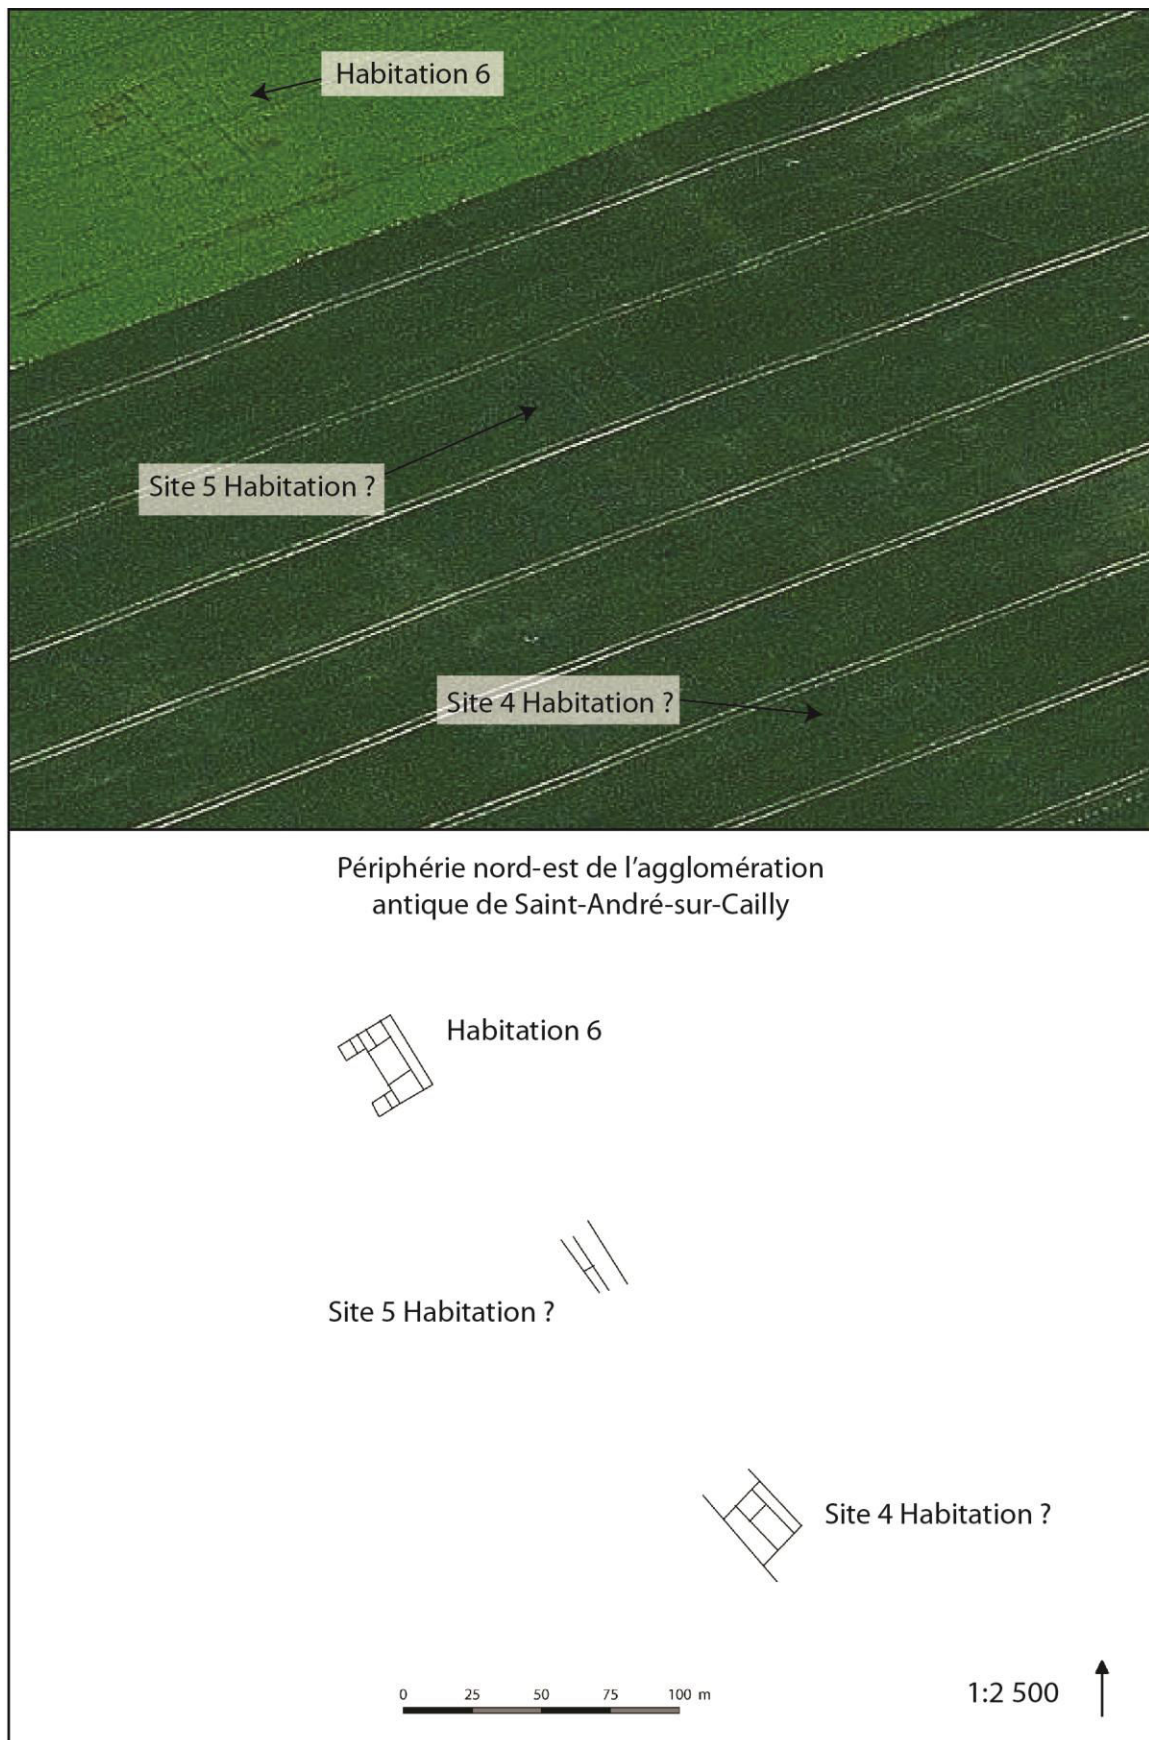 Habitation 6
Site 5 Habitation ?
Site 4 Habitation ?
Périphérie nord-est de l’agglomération
antique de Saint-André-sur-Cailly
Habitation 6
Site 5 Habitation ?
Site 4 Habitation ?
0 25 50 75 100 m
1:2 500